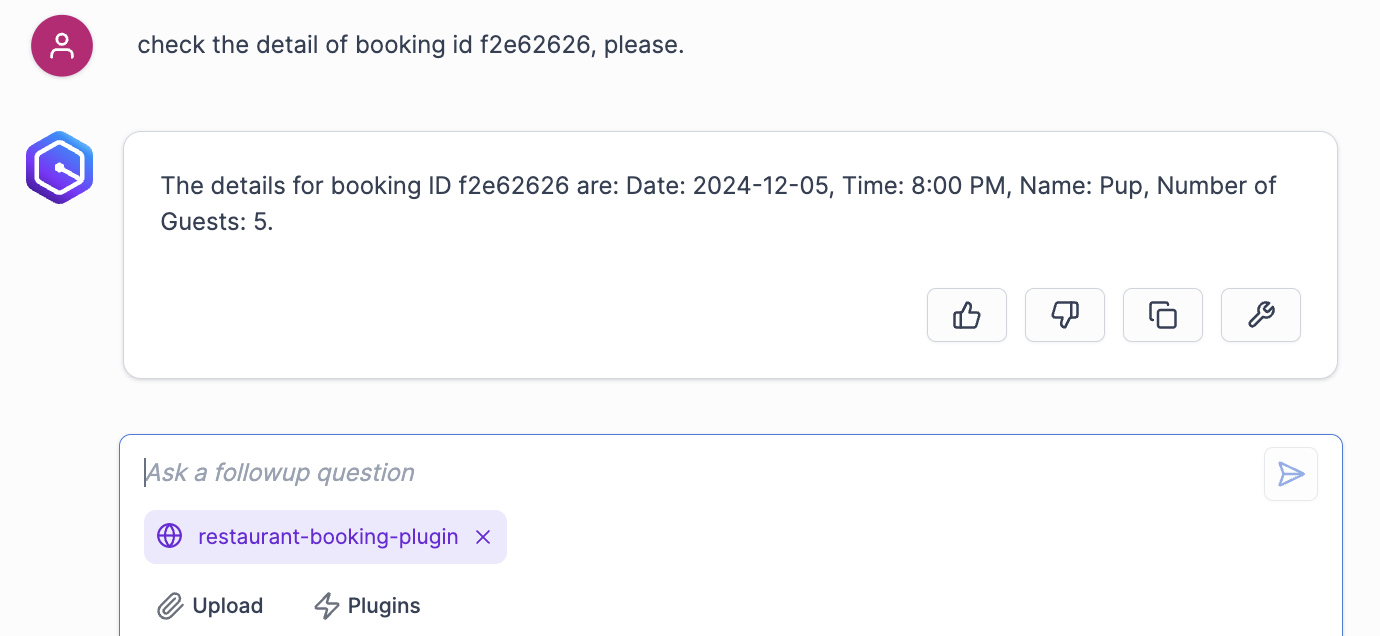 check the detail of booking id f2e62626, please.
The details for booking ID f2e62626 are: Date: 2024-12-05, Time: 8:00 PM, Name: Pup, Number of
Guests: 5.
Ask a followup question
restaurant-booking-plugin
Upload Plugins